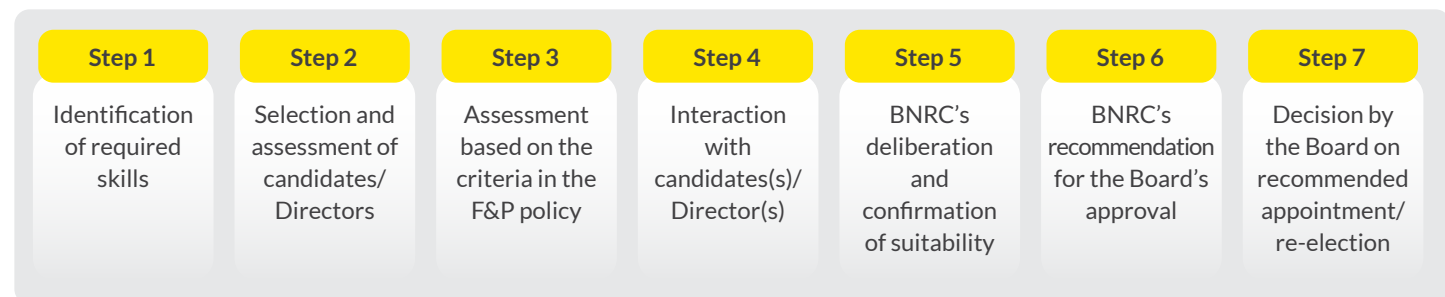 Step 1
Identification
of required
skills
Step 2
Selection and
assessment of
candidates/
Directors
Step 3
Assessment
based on the
criteria in the
F&P policy
Step 4
Interaction
with
candidates(s)/
Director(s)
Step 5
BNRC’s
deliberation
and
confirmation
of suitability
Step 6
BNRC’s
recommendation
for the Board’s
approval
Step 7
Decision by
the Board on
recommended
appointment/
re-election